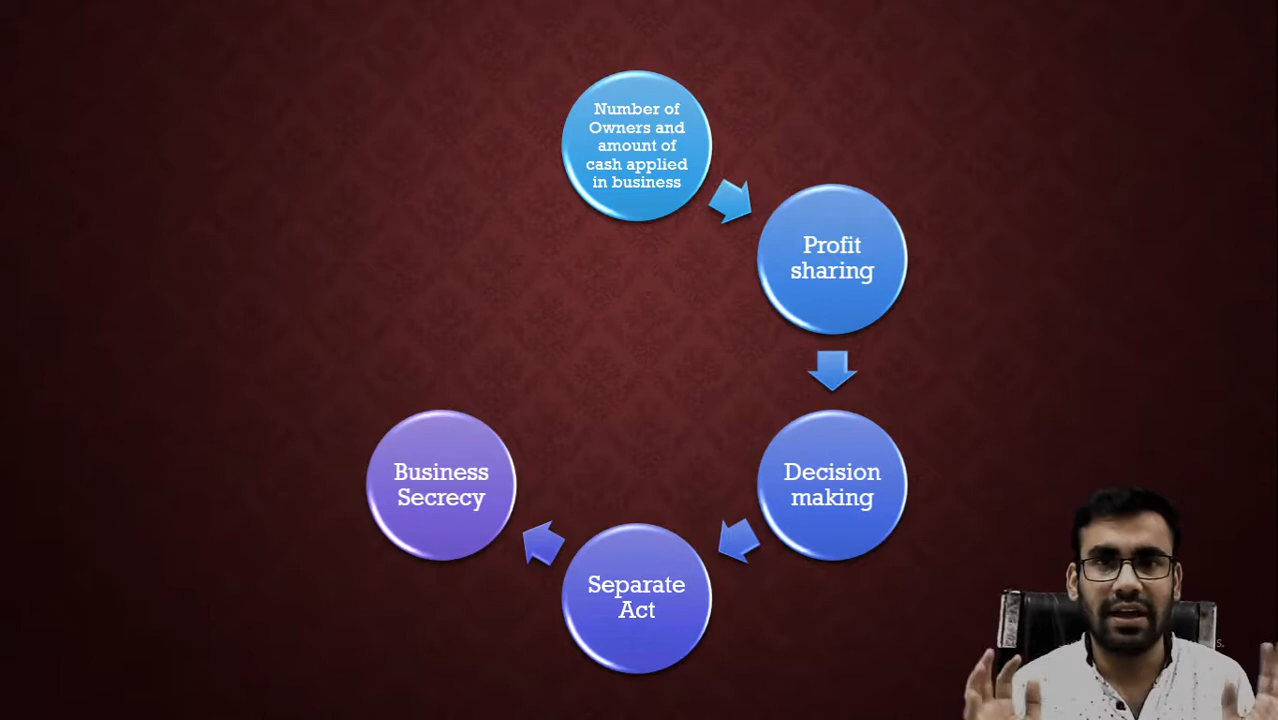 Number of
Owners and
amount of
cash applied
in business
Profit
sharing
Decision
making
Separate
Act
Business
Secrecy